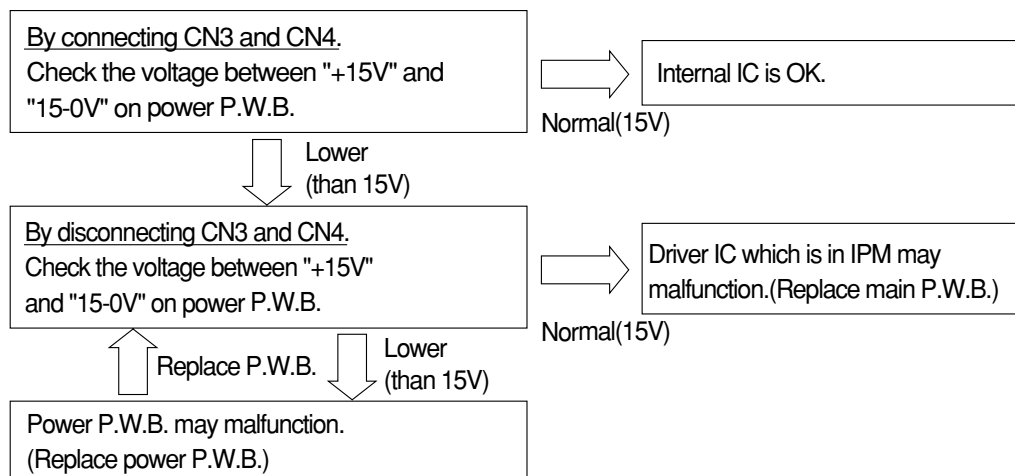 By connecting CN3 and CN4.
Check the voltage between "+15V" and
"15-0V" on power P.W.B.
Internal IC is OK.
Normal(15V)
Lower
(than 15V)
By disconnecting CN3 and CN4.
Check the voltage between "+15V"
and "15-0V" on power P.W.B.
Driver IC which is in IPM may
malfunction.(Replace main P.W.B.)
Normal(15V)
Replace P.W.B.
Lower
(than 15V)
Power P.W.B. may malfunction.
(Replace power P.W.B.)